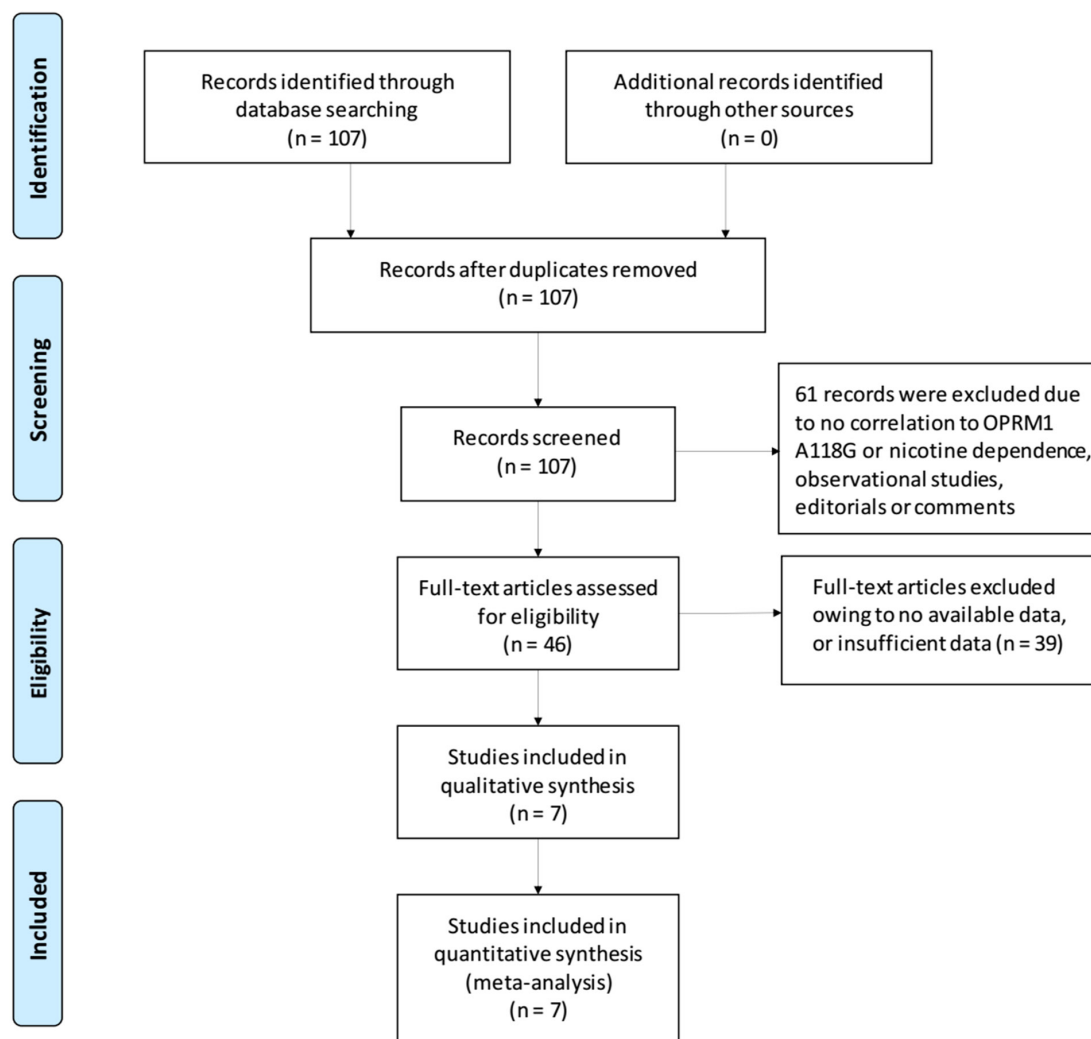 Identification
Records identified through
database searching
(n = 107)
Additional records identified
through other sources
(n = 0)
Records after duplicates removed
(n = 107)
Screening
Records screened
(n = 107)
61 records were excluded due
to no correlation to OPRM1
A118G or nicotine dependence,
observational studies,
editorials or comments
Eligibility
Full-text articles assessed
for eligibility
(n = 46)
Full-text articles excluded
owing to no available data,
or insufficient data (n = 39)
Studies included in
qualitative synthesis
(n = 7)
Included
Studies included in
quantitative synthesis
(meta-analysis)
(n = 7)